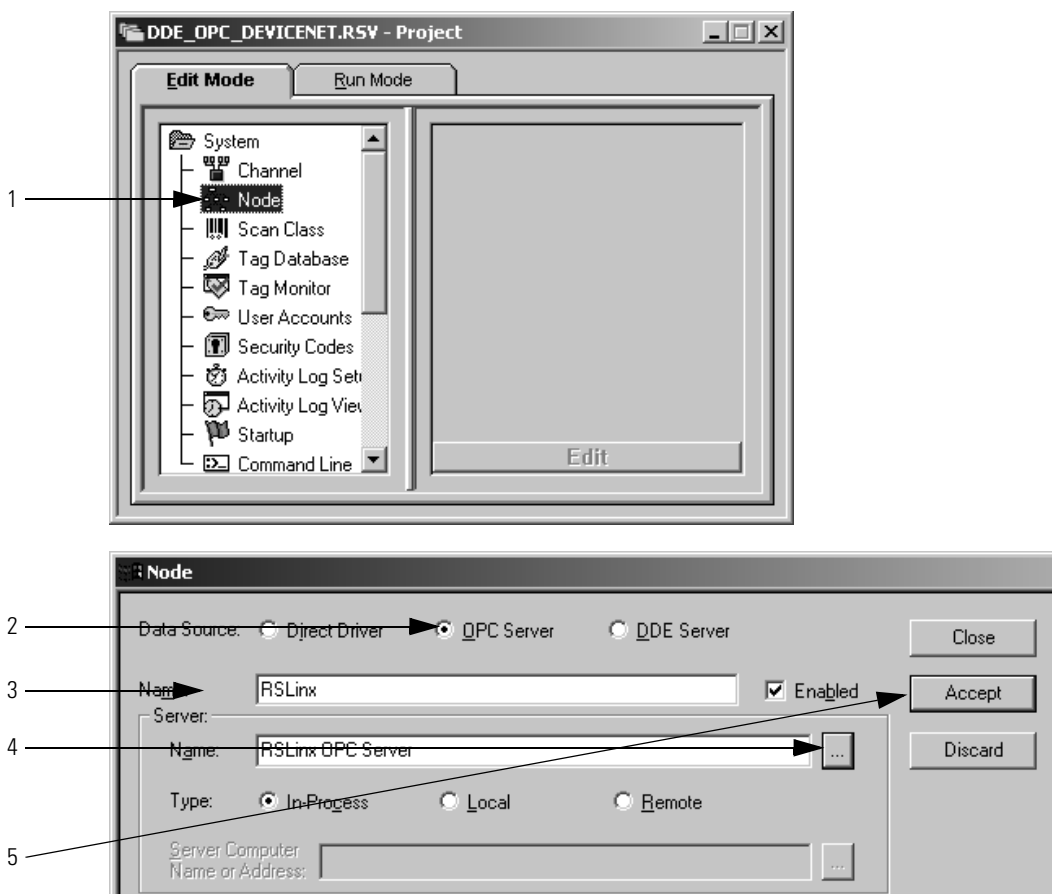 DDE_OPC_DEVICENET.RSV - Project
Edit Mode
Run Mode
System
Channel
1
Node
Scan Class
Tag Database
Tag Monitor
User Accounts
Security Codes
Activity Log Setu
Activity Log View
Startup
Command Line
Edit
Node
2
Data Source: Direct Driver OPC Server DDE Server
Close
3
Name: RSLinx Enabled
Accept
Server:
4
Name: RSLinx OPC Server ...
Discard
Type: In-Process Local Remote
5
Server Computer
Name or Address: ...